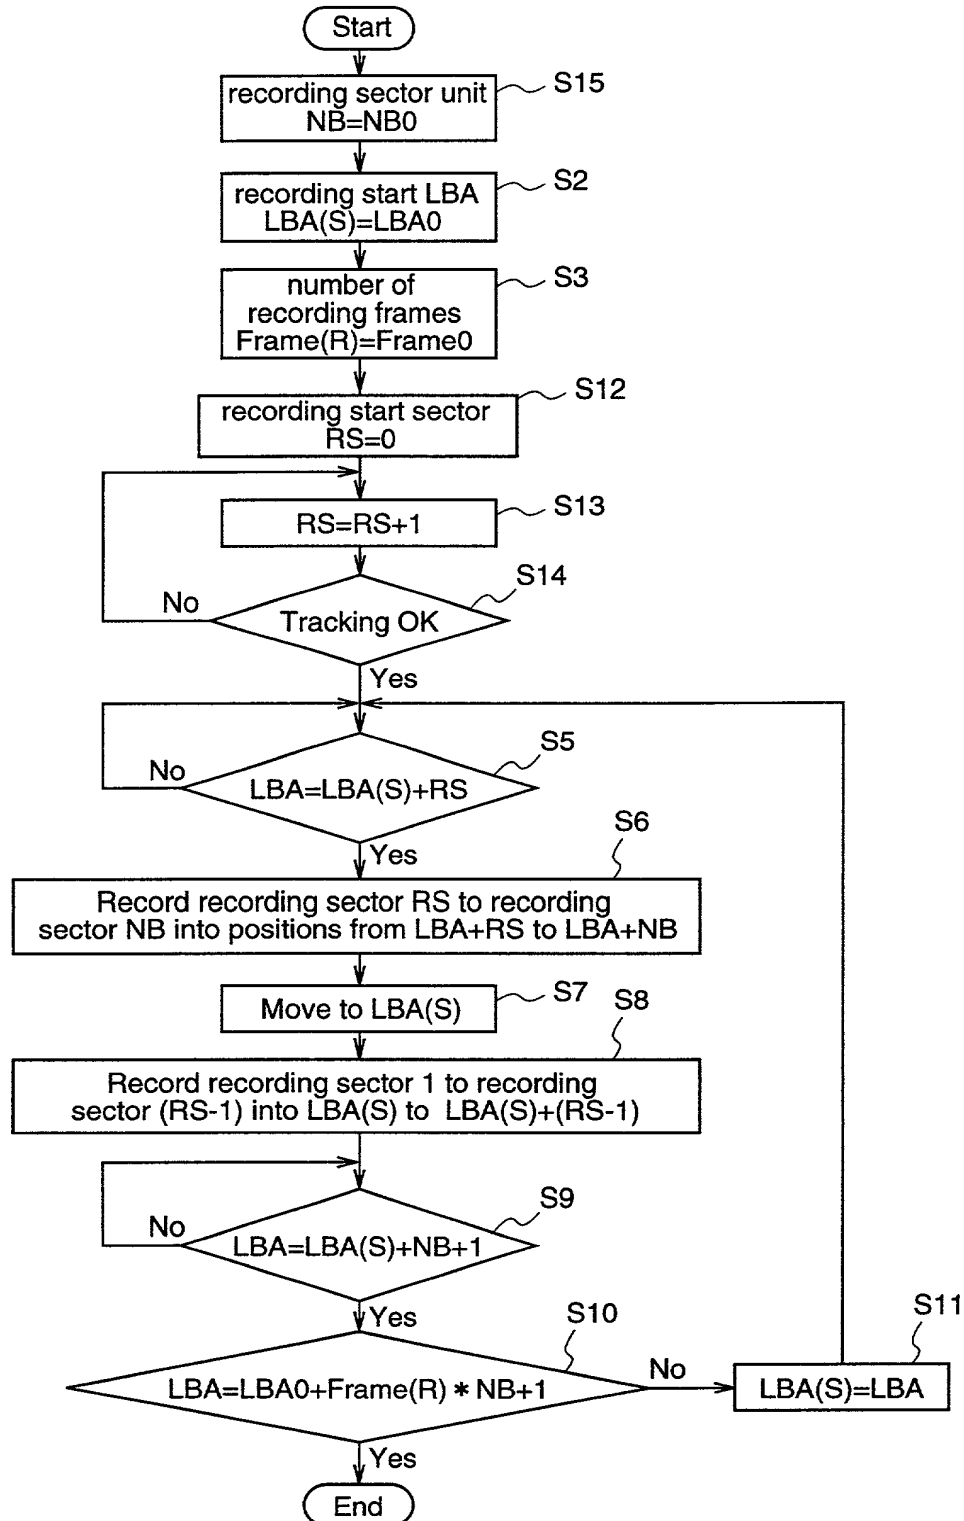 Start
recording sector unit
NB=NB0
S15
recording start LBA
LBA(S)=LBA0
S2
number of
recording frames
Frame(R)=Frame0
S3
recording start sector
RS=0
S12
RS=RS+1
S13
Tracking OK
S14
No
Yes
LBA=LBA(S)+RS
S5
No
Yes
S6
Record recording sector RS to recording
sector NB into positions from LBA+RS to LBA+NB
Move to LBA(S)
S7
S8
Record recording sector 1 to recording
sector (RS-1) into LBA(S) to LBA(S)+(RS-1)
LBA=LBA(S)+NB+1
S9
No
Yes
LBA=LBA0+Frame(R)*NB+1
S10
No
S11
LBA(S)=LBA
Yes
End